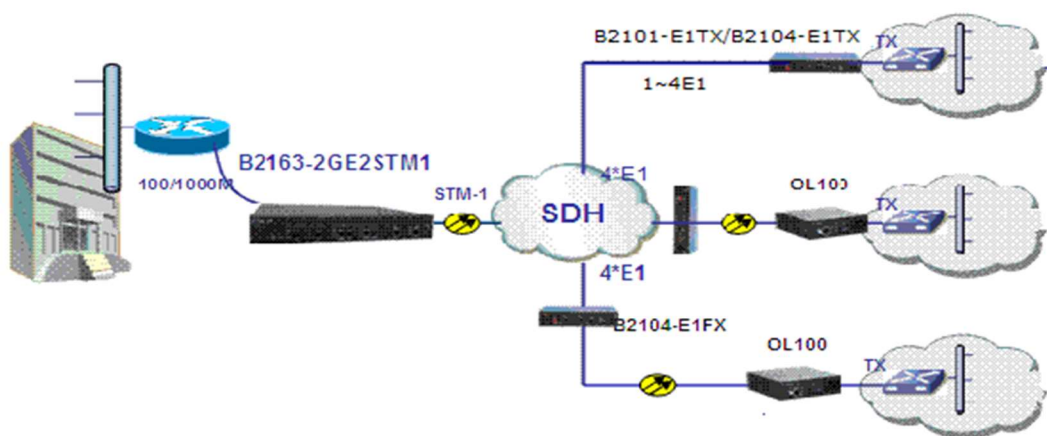 B2101-E1TX/B2104-E1TX
TX
1~4E1
B2163-2GE2STM1
100/1000M
STM-1
4*E1
OL100
TX
SDH
4*E1
B2104-E1FX
OL100
TX